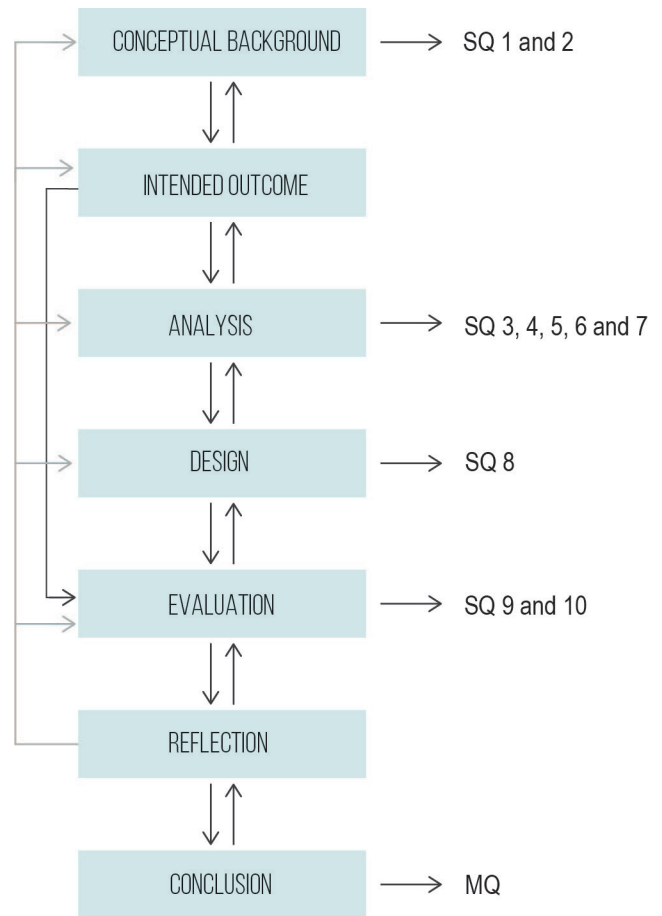 CONCEPTUAL BACKGROUND
SQ 1 and 2
INTENDED OUTCOME
ANALYSIS
SQ 3, 4, 5, 6 and 7
DESIGN
SQ 8
EVALUATION
SQ 9 and 10
REFLECTION
CONCLUSION
MQ